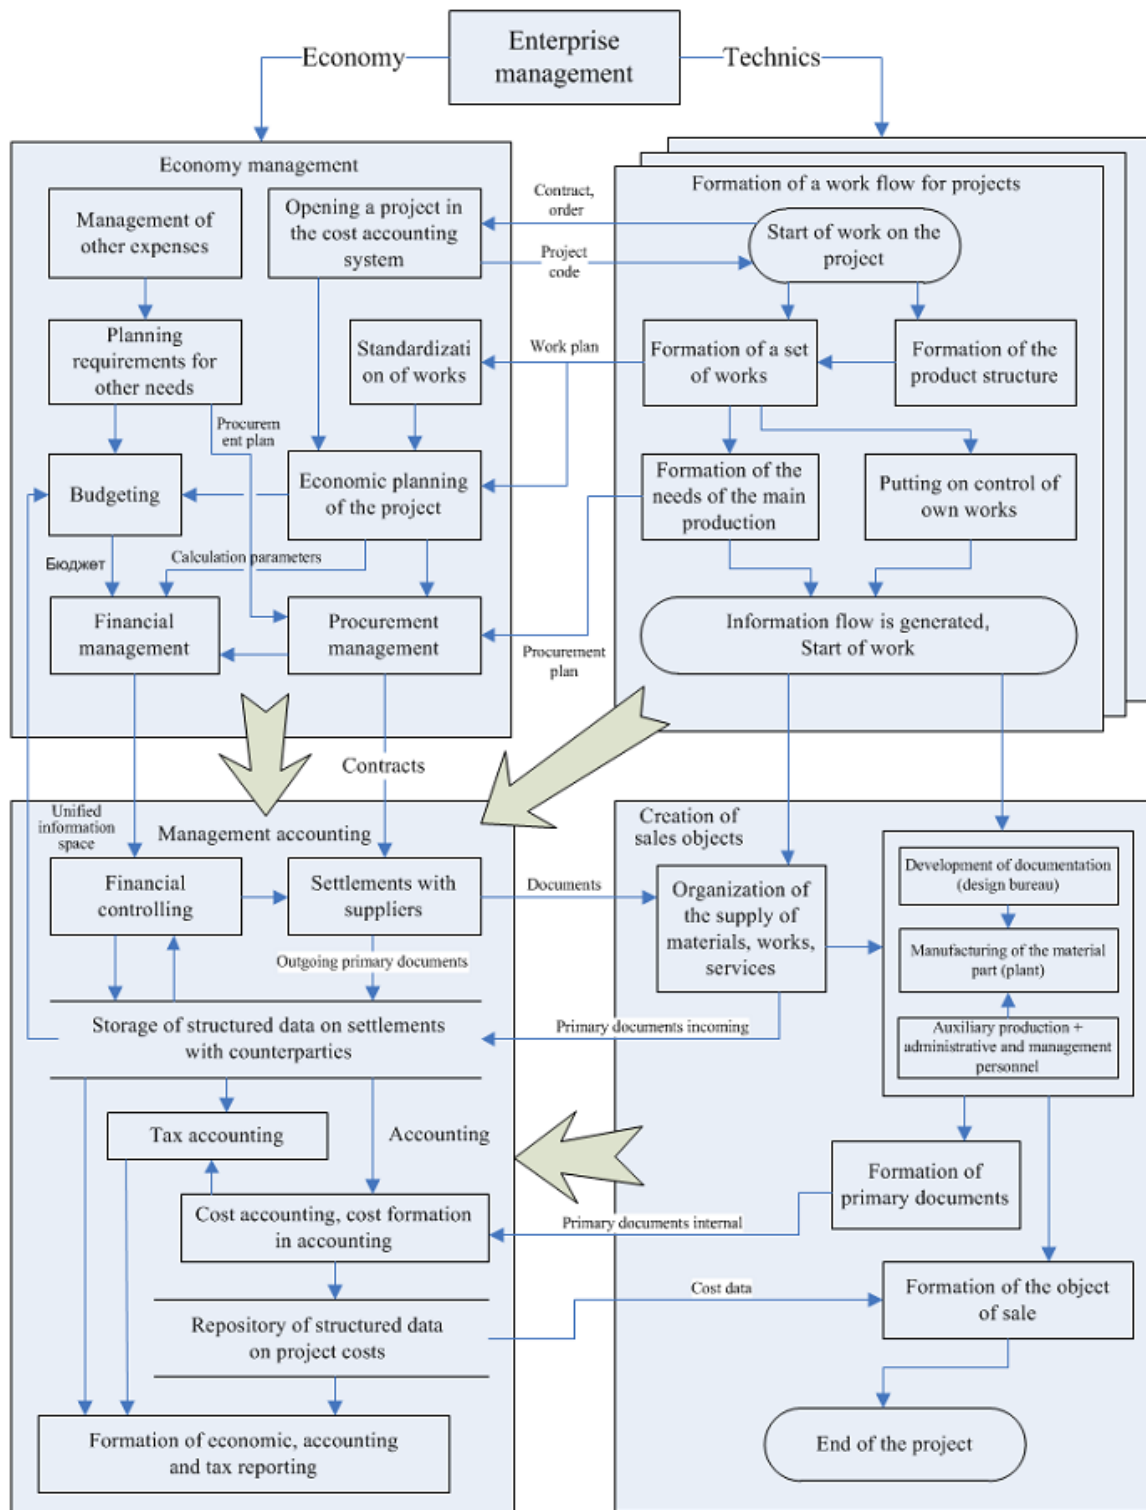 Enterprise
management
Economy
Technics
Economy management
Management of
other expenses
Opening a project in
the cost accounting
system
Contract,
order
Project
code
Formation of a work flow for projects
Start of work on the
project
Planning
requirements for
other needs
Standardizati
on of works
Work plan
Formation of a set
of works
Formation of the
product structure
Procurem
ent plan
Budgeting
Economic planning
of the project
Formation of the
needs of the main
production
Putting on control of
own works
Бюджет
Calculation parameters
Financial
management
Procurement
management
Procurement
plan
Information flow is generated,
Start of work
Contracts
Unified
information
space
Management accounting
Creation of
sales objects
Financial
controlling
Settlements with
suppliers
Documents
Organization of
the supply of
materials, works,
services
Development of documentation
(design bureau)
Manufacturing of the material
part (plant)
Auxiliary production +
administrative and management
personnel
Outgoing primary documents
Storage of structured data on settlements
with counterparties
Primary documents incoming
Tax accounting
Accounting
Formation of
primary documents
Cost accounting, cost formation
in accounting
Primary documents internal
Cost data
Formation of the object
of sale
Repository of structured data
on project costs
Formation of economic, accounting
and tax reporting
End of the project